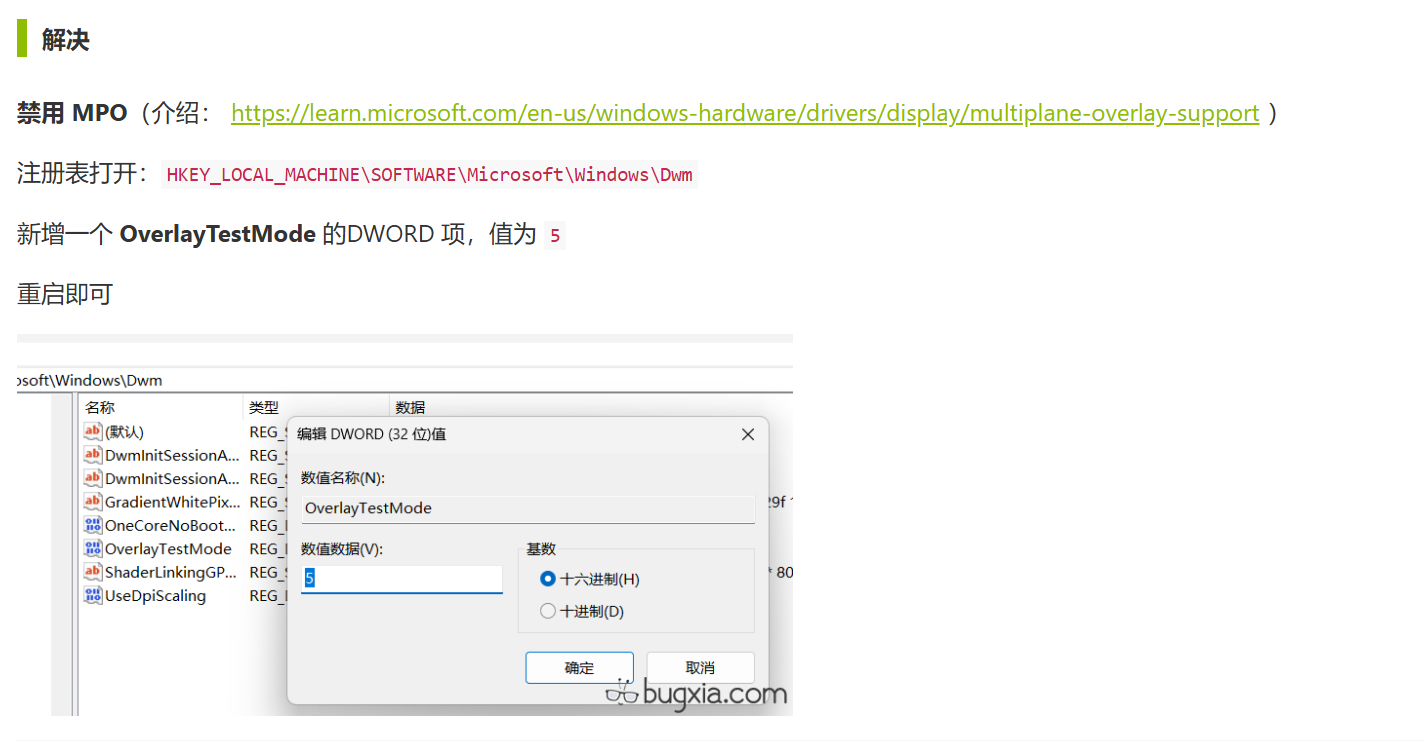 解决
禁用 MPO（介绍： https://learn.microsoft.com/en-us/windows-hardware/drivers/display/multiplane-overlay-support ）
注册表打开： HKEY_LOCAL_MACHINE\SOFTWARE\Microsoft\Windows\Dwm
新增一个 OverlayTestMode 的DWORD 项，值为 5
重启即可
osoft\Windows\Dwm
名称 类型 数据
(默认) REG_S
DwmInitSessionA... REG_S
DwmInitSessionA... REG_S
GradientWhitePix... REG_S
OneCoreNoBoot... REG_
OverlayTestMode REG_
ShaderLinkingGP... REG_S
UseDpiScaling REG_
编辑 DWORD (32 位)值
数值名称(N):
OverlayTestMode
数值数据(V):
5
基数
十六进制(H)
十进制(D)
确定 取消
29f 1
* 80
bugxia.com